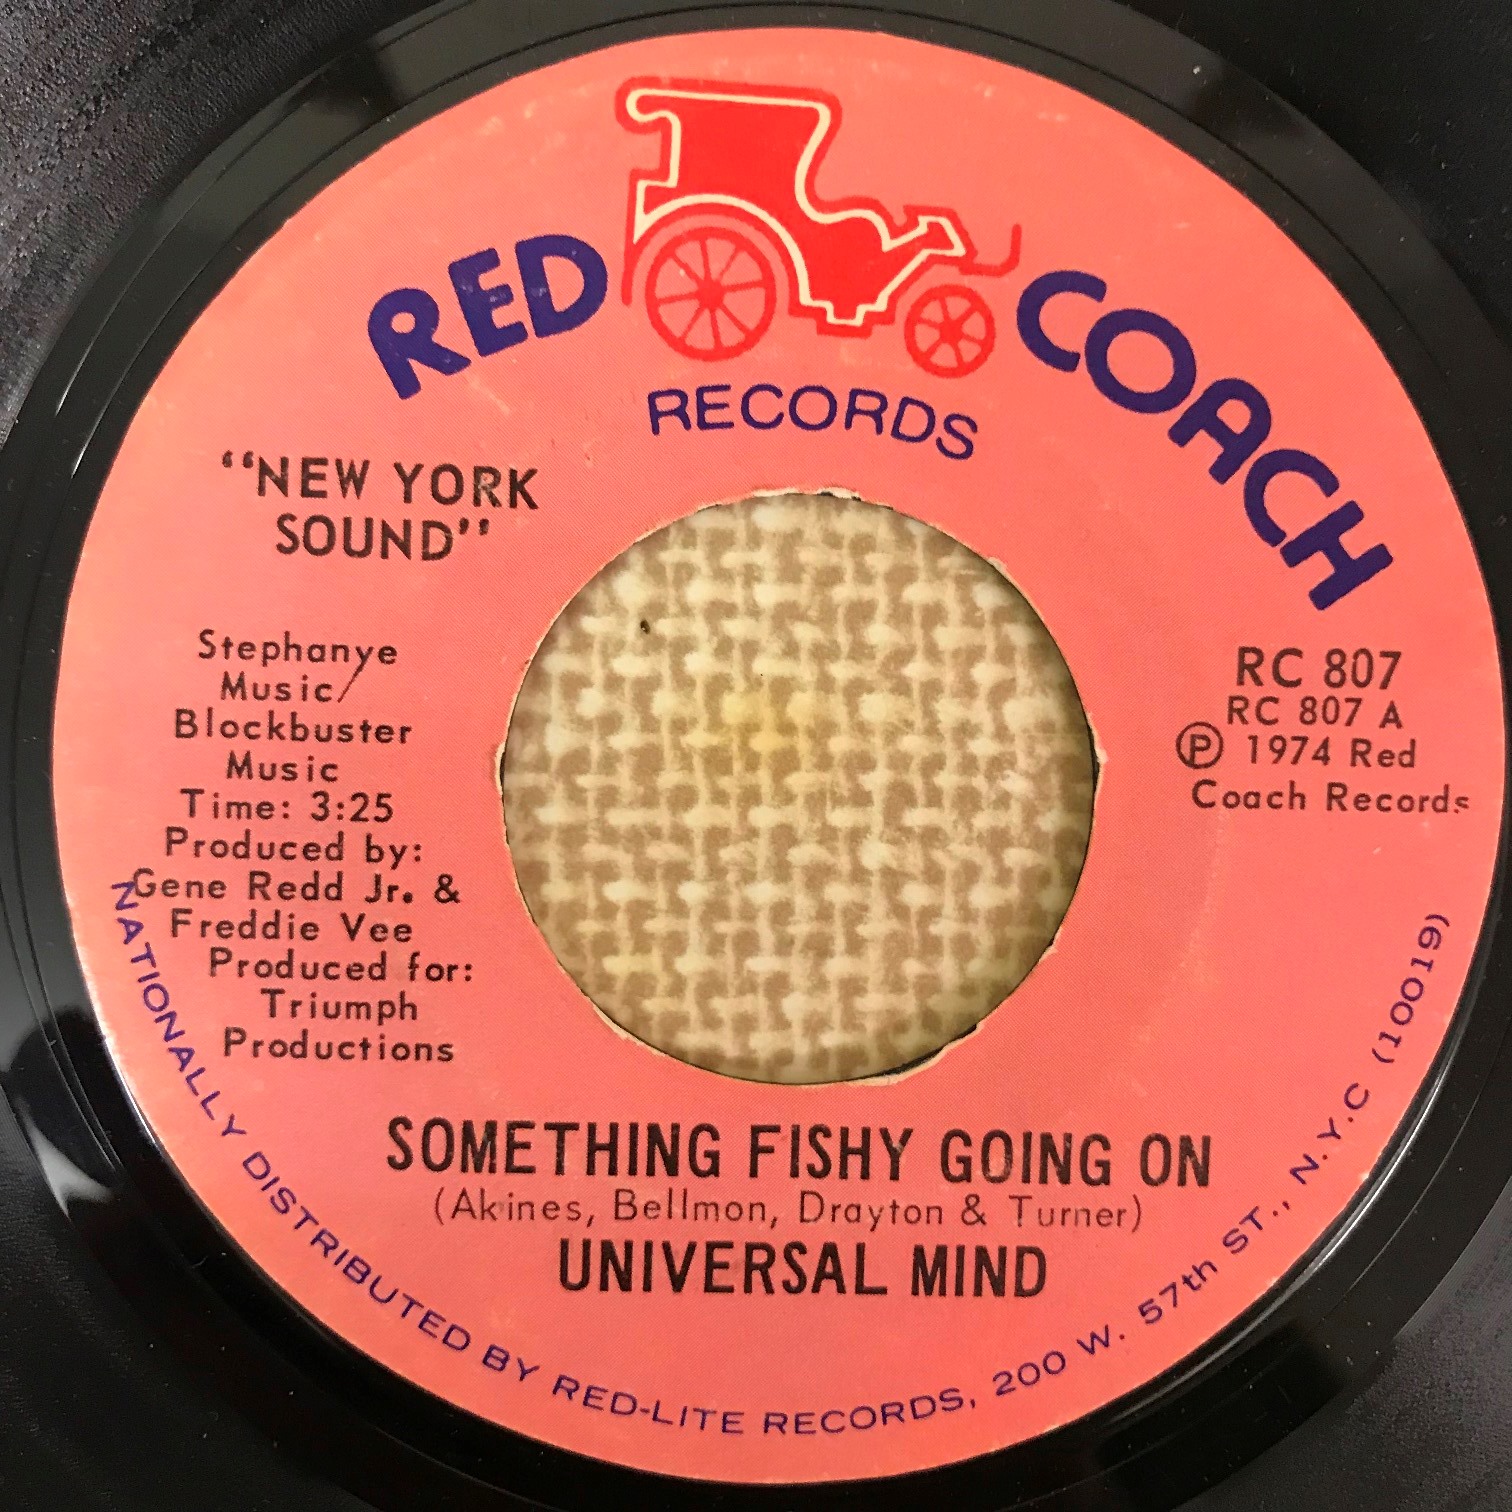 RED COACH
RECORDS
“NEW YORK
SOUND”
Stephanye
Music/
Blockbuster
Music
Time: 3:25
Produced by:
Gene Redd Jr. &
Freddie Vee
Produced for:
Triumph
Productions
RC 807
RC 807 A
Ⓟ 1974 Red
Coach Records
SOMETHING FISHY GOING ON
(Akines, Bellmon, Drayton & Turner)
UNIVERSAL MIND
NATIONALLY DISTRIBUTED BY RED-LITE RECORDS, 200 W. 57th ST., N.Y.C (10019)